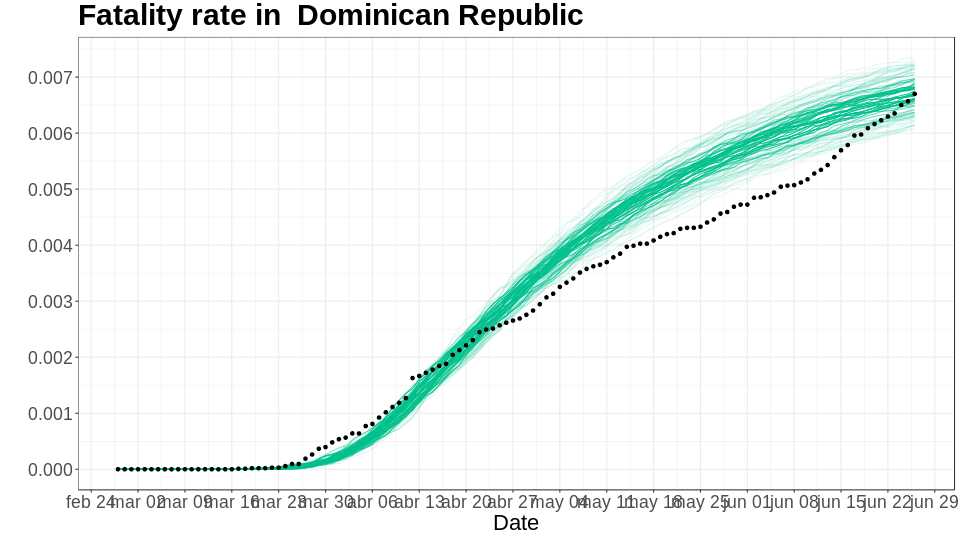 Fatality rate in  Dominican Republic
0.007
0.006
0.005
0.004
0.003
0.002
0.001
0.000
feb 24 mar 02 mar 09 mar 16 mar 23 mar 30 abr 06 abr 13 abr 20 abr 27 may 04 may 11 may 18 may 25 jun 01 jun 08 jun 15 jun 22 jun 29
Date